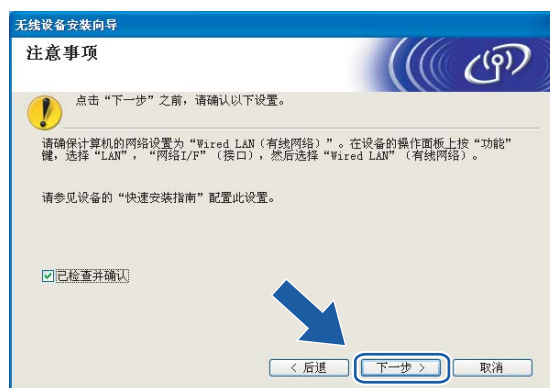 无线设备安装向导
注意事项
点击“下一步”之前，请确认以下设置。
请确保计算机的网络设置为“Wired LAN（有线网络）”。在设备的操作面板上按“功能”
键，选择“LAN”，“网络I/F”（接口），然后选择“Wired LAN”（有线网络）。
请参见设备的“快速安装指南”配置此设置。
已检查并确认
< 后退 下一步 > 取消